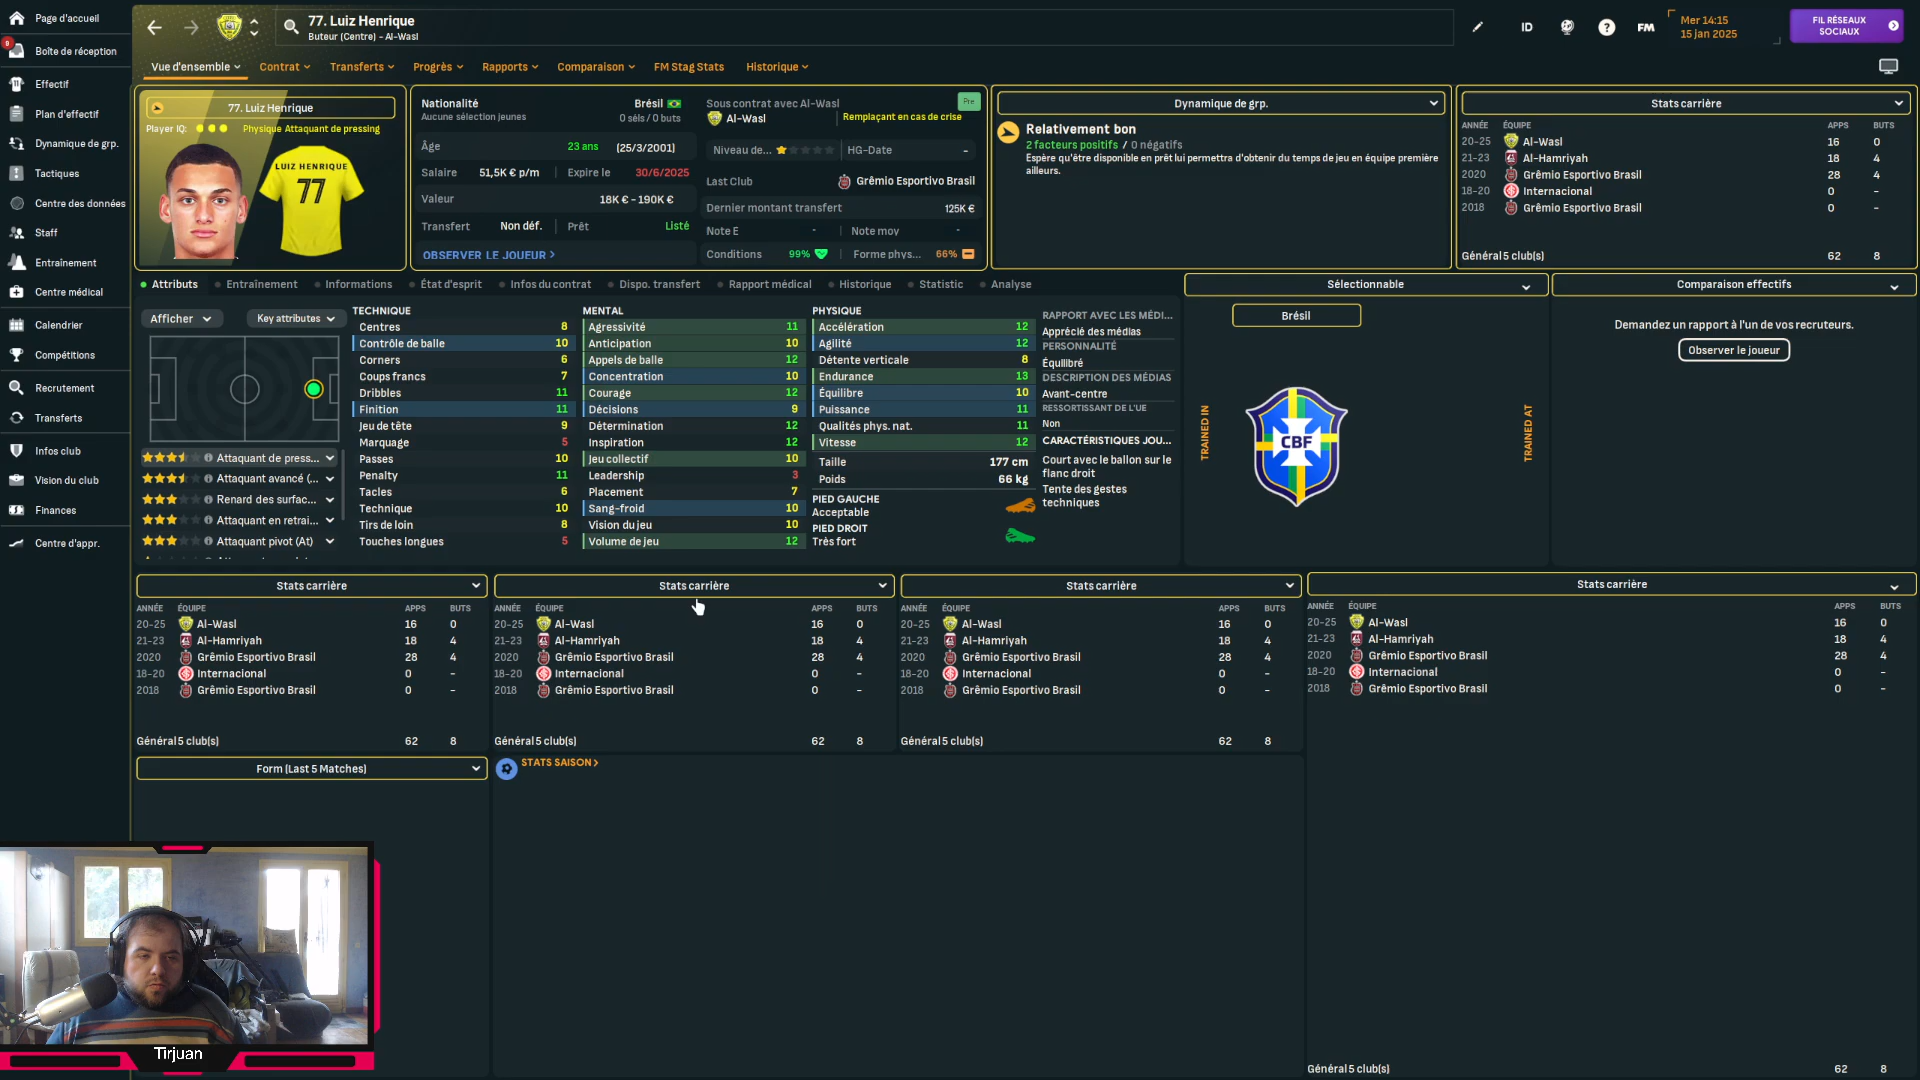 Page d'accueil
77. Luiz Henrique
Buteur (Centre) - Al-Wasl
ID
FM
Mer 14:15
15 jan 2025
FIL RÉSEAUX
SOCIAUX
9
Boîte de réception
Effectif
Plan d'effectif
Dynamique de grp.
Tactiques
Centre des données
Staff
Entraînement
Centre médical
Calendrier
Compétitions
Recrutement
Transferts
Infos club
Vision du club
Finances
Centre d'appr.
Vue d'ensemble
Contrat
Transferts
Progrès
Rapports
Comparaison
FM Stag Stats
Historique
77. Luiz Henrique
Player IQ:
Physique Attaquant de pressing
LUIZ HENRIQUE
77
Nationalité
Brésil
Aucune sélection jeunes
0 séls / 0 buts
Âge
23 ans
(25/3/2001)
Salaire
51,5K € p/m
Expire le
30/6/2025
Valeur
18K € - 190K €
Transfert
Non déf.
Prêt
Listé
OBSERVER LE JOUEUR >
Sous contrat avec Al-Wasl
Pre
Al-Wasl
Remplaçant en cas de crise
Niveau de...
HG-Date
-
Last Club
Grêmio Esportivo Brasil
Dernier montant transfert
125K €
Note E
-
Note moy
-
Conditions
99%
Forme phys...
66%
Dynamique de grp.
Relativement bon
2 facteurs positifs / 0 négatifs
Espère qu'être disponible en prêt lui permettra d'obtenir du temps de jeu en équipe première
ailleurs.
Stats carrière
ANNÉE ÉQUIPE APPS BUTS
20-25 Al-Wasl 16 0
21-23 Al-Hamriyah 18 4
2020 Grêmio Esportivo Brasil 28 4
18-20 Internacional 0 -
2018 Grêmio Esportivo Brasil 0 -
Général 5 club(s) 62 8
Attributs
Entraînement
Informations
État d'esprit
Infos du contrat
Dispo. transfert
Rapport médical
Historique
Statistic
Analyse
Afficher
Key attributes
Attaquant de press...
Attaquant avancé (...
Renard des surfac...
Attaquant en retrai...
Attaquant pivot (At)
TECHNIQUE
Centres 8
Contrôle de balle 10
Corners 6
Coups francs 7
Dribbles 11
Finition 11
Jeu de tête 9
Marquage 5
Passes 10
Penalty 11
Tacles 6
Technique 10
Tirs de loin 8
Touches longues 5
MENTAL
Agressivité 11
Anticipation 10
Appels de balle 12
Concentration 10
Courage 12
Décisions 9
Détermination 12
Inspiration 12
Jeu collectif 10
Leadership 3
Placement 7
Sang-froid 10
Vision du jeu 10
Volume de jeu 12
PHYSIQUE
Accélération 12
Agilité 12
Détente verticale 8
Endurance 13
Équilibre 10
Puissance 11
Qualités phys. nat. 11
Vitesse 12
Taille 177 cm
Poids 66 kg
PIED GAUCHE
Acceptable
PIED DROIT
Très fort
RAPPORT AVEC LES MÉDI...
Apprécié des médias
PERSONNALITÉ
Équilibré
DESCRIPTION DES MÉDIAS
Avant-centre
RESSORTISSANT DE L'UE
Non
CARACTÉRISTIQUES JOU...
Court avec le ballon sur le
flanc droit
Tente des gestes
techniques
Sélectionnable
Brésil
TRAINED IN
CBF
TRAINED AT
Comparaison effectifs
Demandez un rapport à l'un de vos recruteurs.
Observer le joueur
Stats carrière
ANNÉE ÉQUIPE APPS BUTS
20-25 Al-Wasl 16 0
21-23 Al-Hamriyah 18 4
2020 Grêmio Esportivo Brasil 28 4
18-20 Internacional 0 -
2018 Grêmio Esportivo Brasil 0 -
Général 5 club(s) 62 8
Stats carrière
ANNÉE ÉQUIPE APPS BUTS
20-25 Al-Wasl 16 0
21-23 Al-Hamriyah 18 4
2020 Grêmio Esportivo Brasil 28 4
18-20 Internacional 0 -
2018 Grêmio Esportivo Brasil 0 -
Général 5 club(s) 62 8
Stats carrière
ANNÉE ÉQUIPE APPS BUTS
20-25 Al-Wasl 16 0
21-23 Al-Hamriyah 18 4
2020 Grêmio Esportivo Brasil 28 4
18-20 Internacional 0 -
2018 Grêmio Esportivo Brasil 0 -
Général 5 club(s) 62 8
Stats carrière
ANNÉE ÉQUIPE APPS BUTS
20-25 Al-Wasl 16 0
21-23 Al-Hamriyah 18 4
2020 Grêmio Esportivo Brasil 28 4
18-20 Internacional 0 -
2018 Grêmio Esportivo Brasil 0 -
Général 5 club(s) 62 8
Form (Last 5 Matches)
STATS SAISON >
Tirjuan